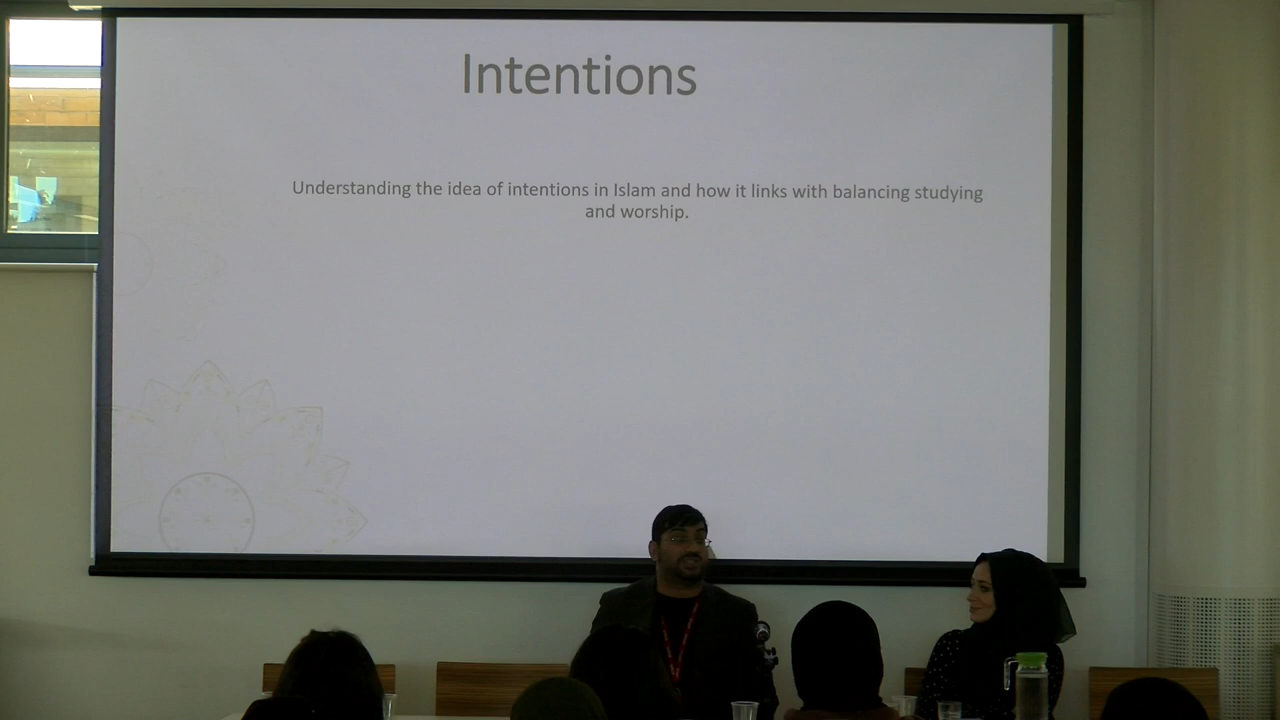 Intentions
Understanding the idea of intentions in Islam and how it links with balancing studying
and worship.